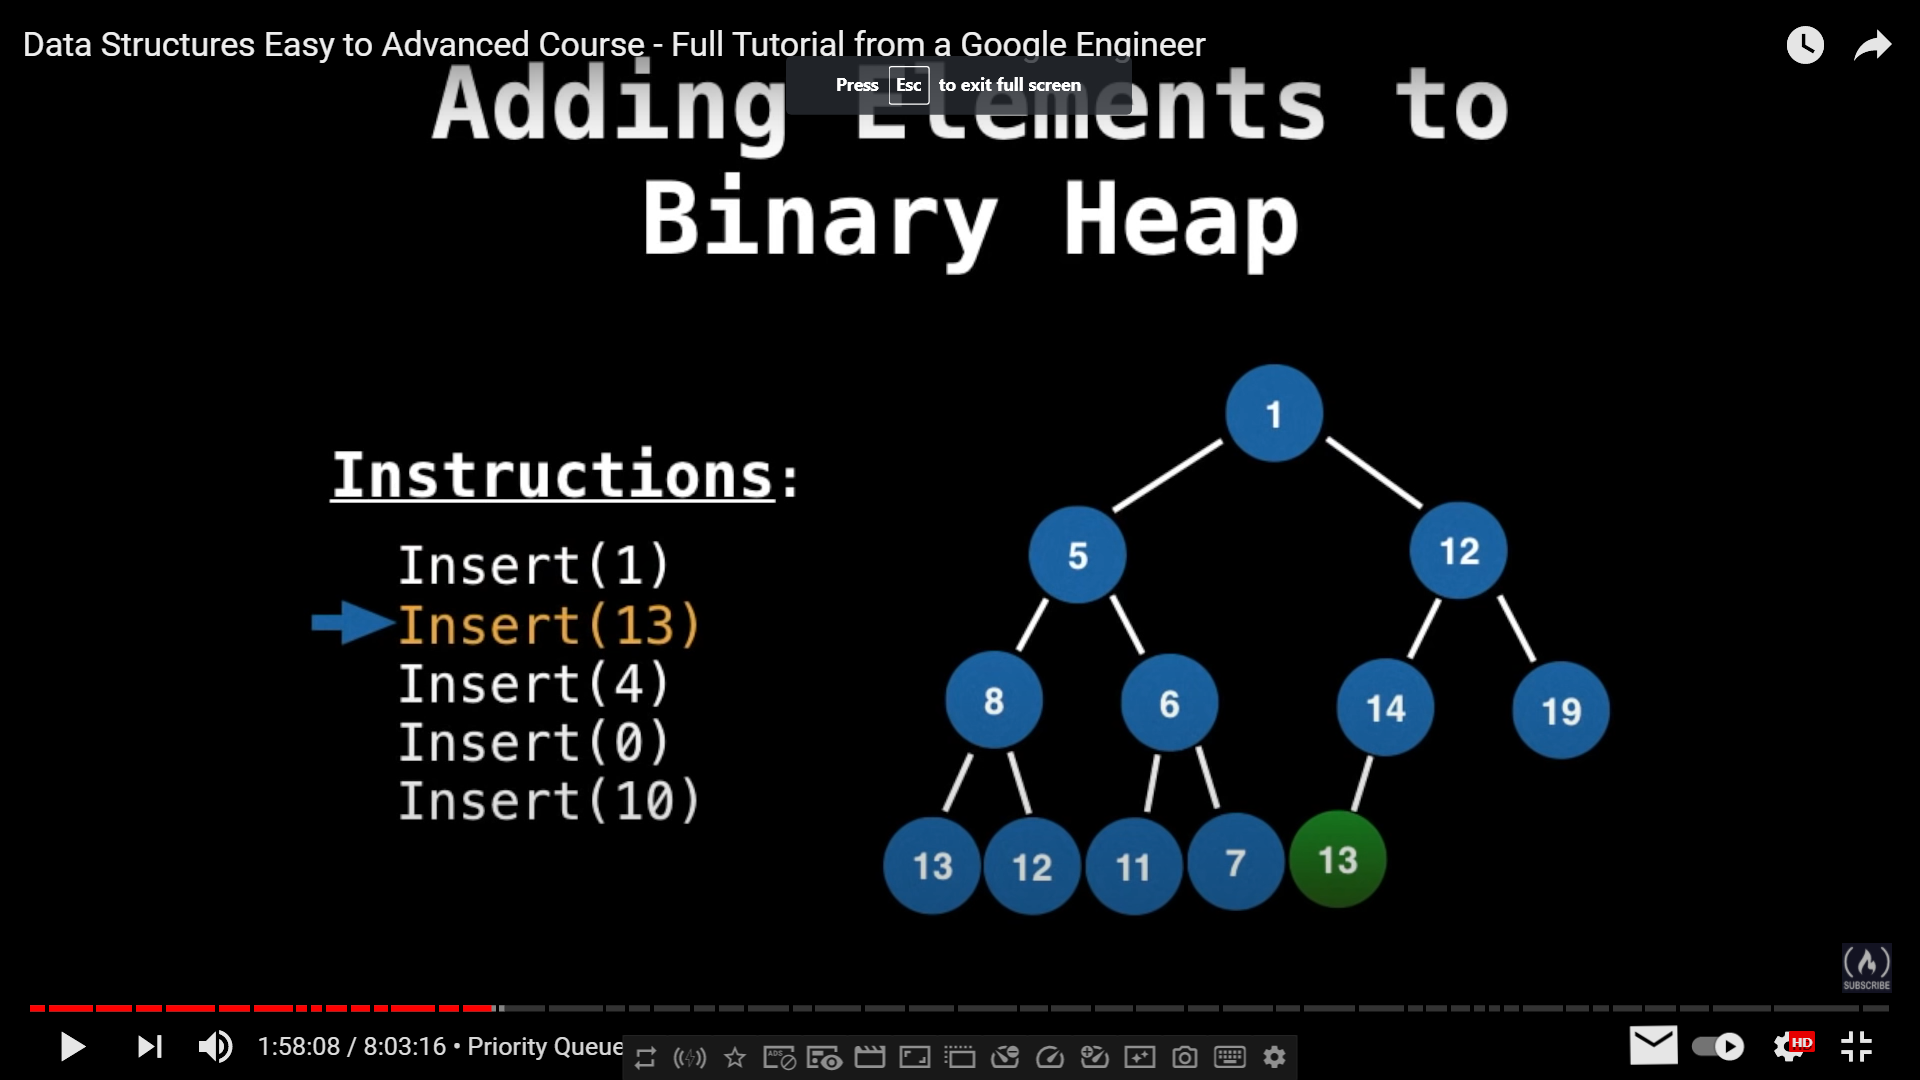 Data Structures Easy to Advanced Course - Full Tutorial from a Google Engineer
Press Esc to exit full screen
Adding Elements to
Binary Heap
Instructions:
Insert(1)
Insert(13)
Insert(4)
Insert(0)
Insert(10)
1
5 12
8 6 14 19
13 12 11 7 13
SUBSCRIBE
1:58:08 / 8:03:16 • Priority Queue
ADS
HD